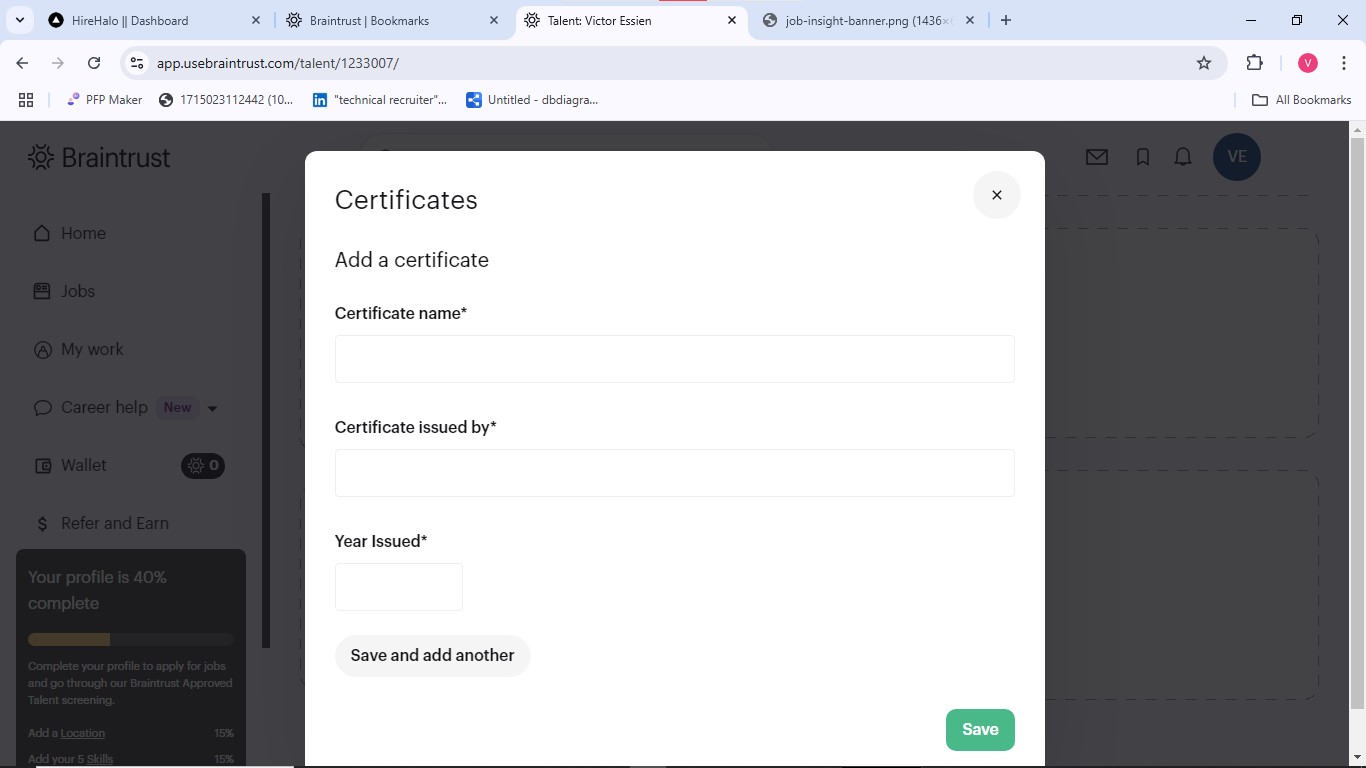 HireHalo || Dashboard
Braintrust | Bookmarks
Talent: Victor Essien
job-insight-banner.png (1436×
app.usebraintrust.com/talent/1233007/
V
PFP Maker
1715023112442 (10...
"technical recruiter"...
Untitled - dbdiagra...
All Bookmarks
Braintrust
VE
Home
Jobs
My work
Career help New
Wallet 0
Refer and Earn
Your profile is 40%
complete
Complete your profile to apply for jobs
and go through our Braintrust Approved
Talent screening.
Add a Location 15%
Add your 5 Skills 15%
Certificates
Add a certificate
Certificate name*
Certificate issued by*
Year Issued*
Save and add another
Save